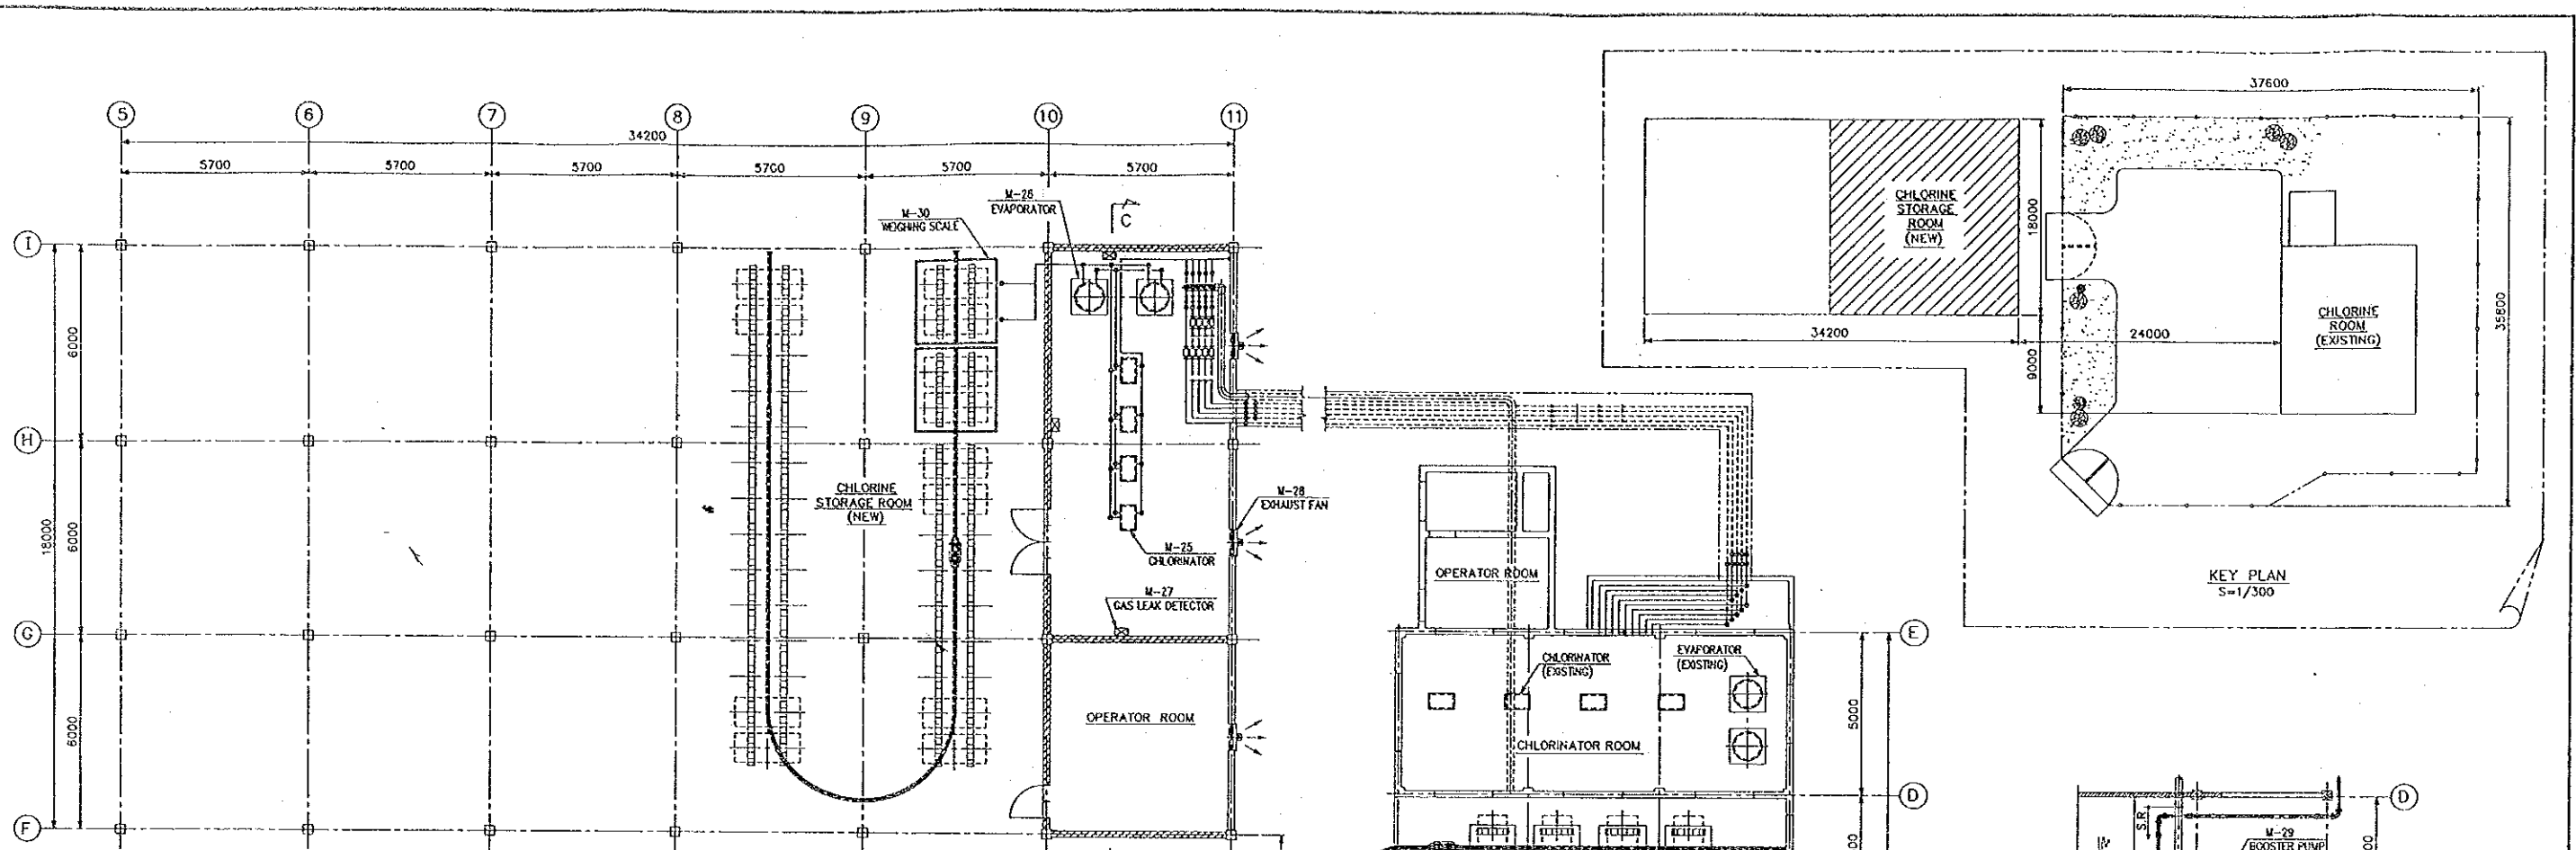 37600
5
6
7
8
9
10
11
34200
5700
5700
5700
5700
5700
5700
M-26
EVAPORATOR
M-30
WEIGHING SCALE
C
CHLORINE
STORAGE
ROOM
(NEW)
18000
I
CHLORINE
ROOM
(EXISTING)
35800
34200
24000
9000
6000
H
CHLORINE
STORAGE ROOM
(NEW)
M-28
EXHAUST FAN
18000
6000
M-25
CHLORINATOR
OPERATOR ROOM
KEY PLAN
S=1/300
M-27
GAS LEAK DETECTOR
G
E
CHLORINATOR
(EXISTING)
EVAPORATOR
(EXISTING)
6000
OPERATOR ROOM
5000
CHLORINATOR ROOM
D
D
F
S.R
M-29
BOOSTER PUMP